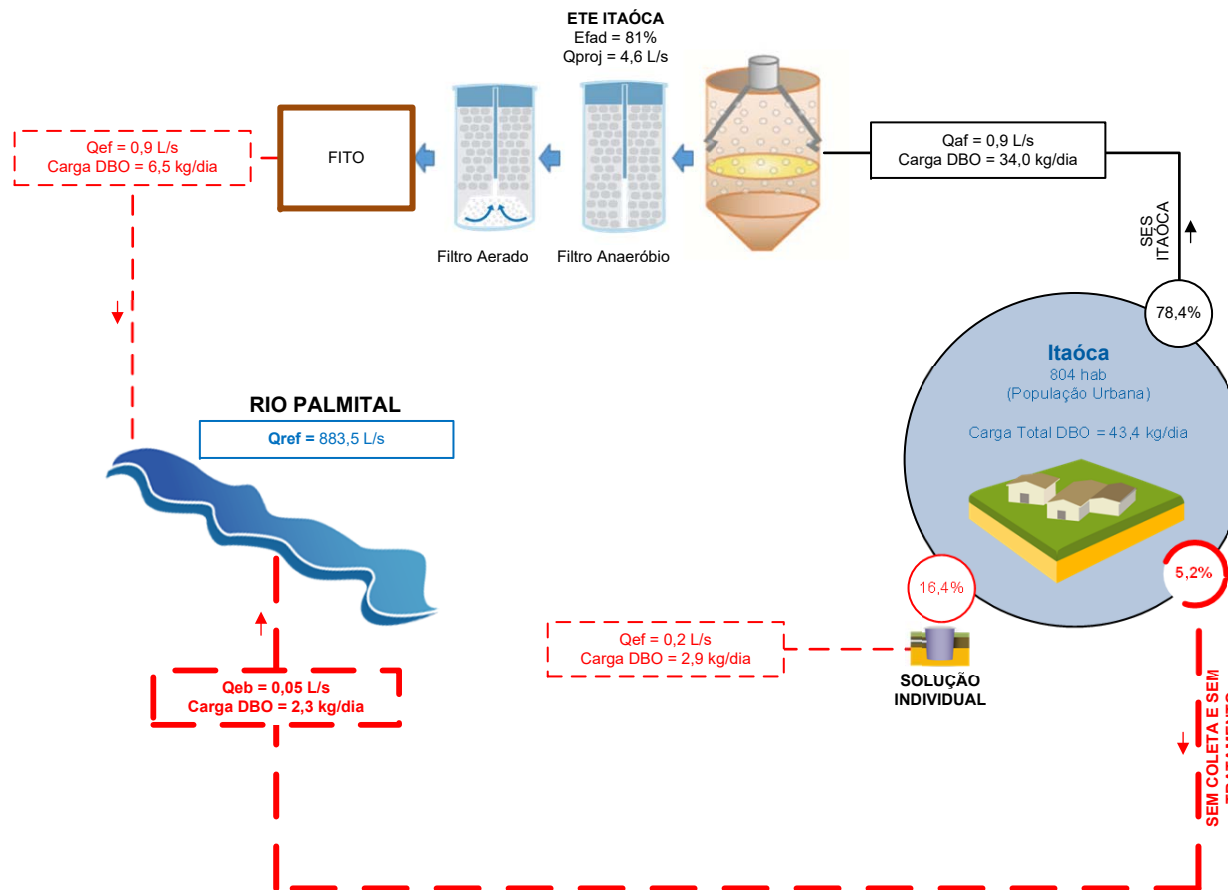 ETE ITAÓCA
Efad = 81%
Qproj = 4,6 L/s
Qef = 0,9 L/s
Carga DBO = 6,5 kg/dia
FITO
Filtro Aerado
Filtro Anaeróbio
Qaf = 0,9 L/s
Carga DBO = 34,0 kg/dia
SES
ITAÓCA
78,4%
Itaóca
804 hab
(População Urbana)
Carga Total DBO = 43,4 kg/dia
RIO PALMITAL
Qref = 883,5 L/s
5,2%
16,4%
Qef = 0,2 L/s
Carga DBO = 2,9 kg/dia
SOLUÇÃO
INDIVIDUAL
Qeb = 0,05 L/s
Carga DBO = 2,3 kg/dia
SEM COLETA E SEM
TRATAMENTO